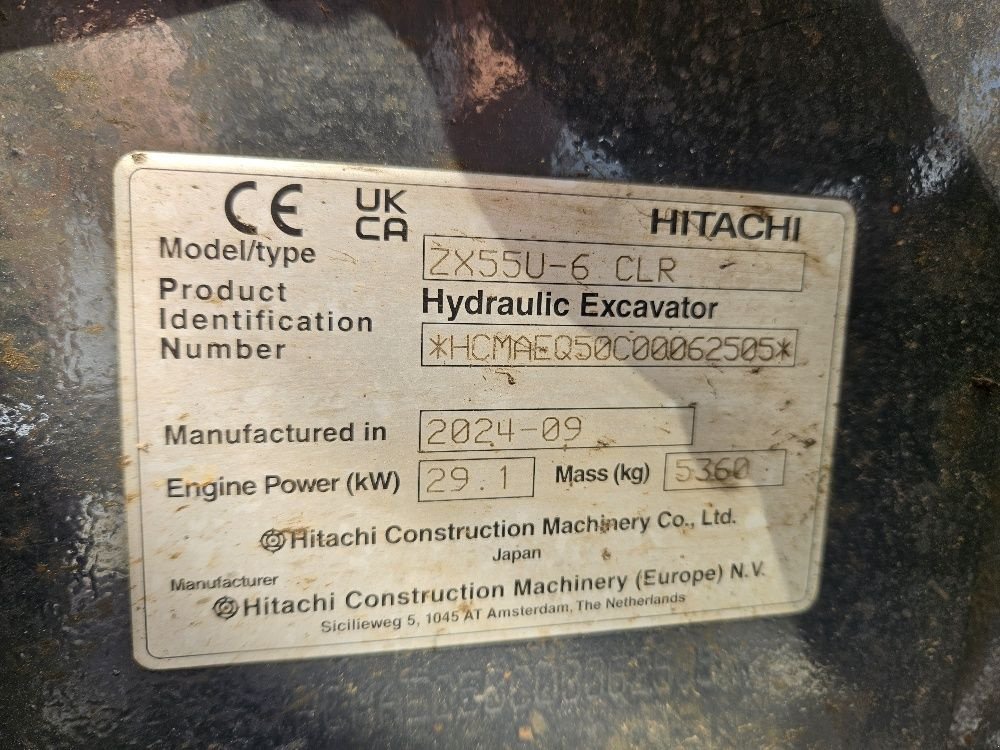 CE UK CA HITACHI
Model/type ZX55U-6 CLR
Product Hydraulic Excavator
Identification
Number *HCMAEQ50C00062505*
Manufactured in 2024-09
Engine Power (kW) 29.1 Mass (kg) 5360
Hitachi Construction Machinery Co., Ltd.
Japan
Manufacturer
Hitachi Construction Machinery (Europe) N.V.
Sicilieweg 5, 1045 AT Amsterdam, The Netherlands